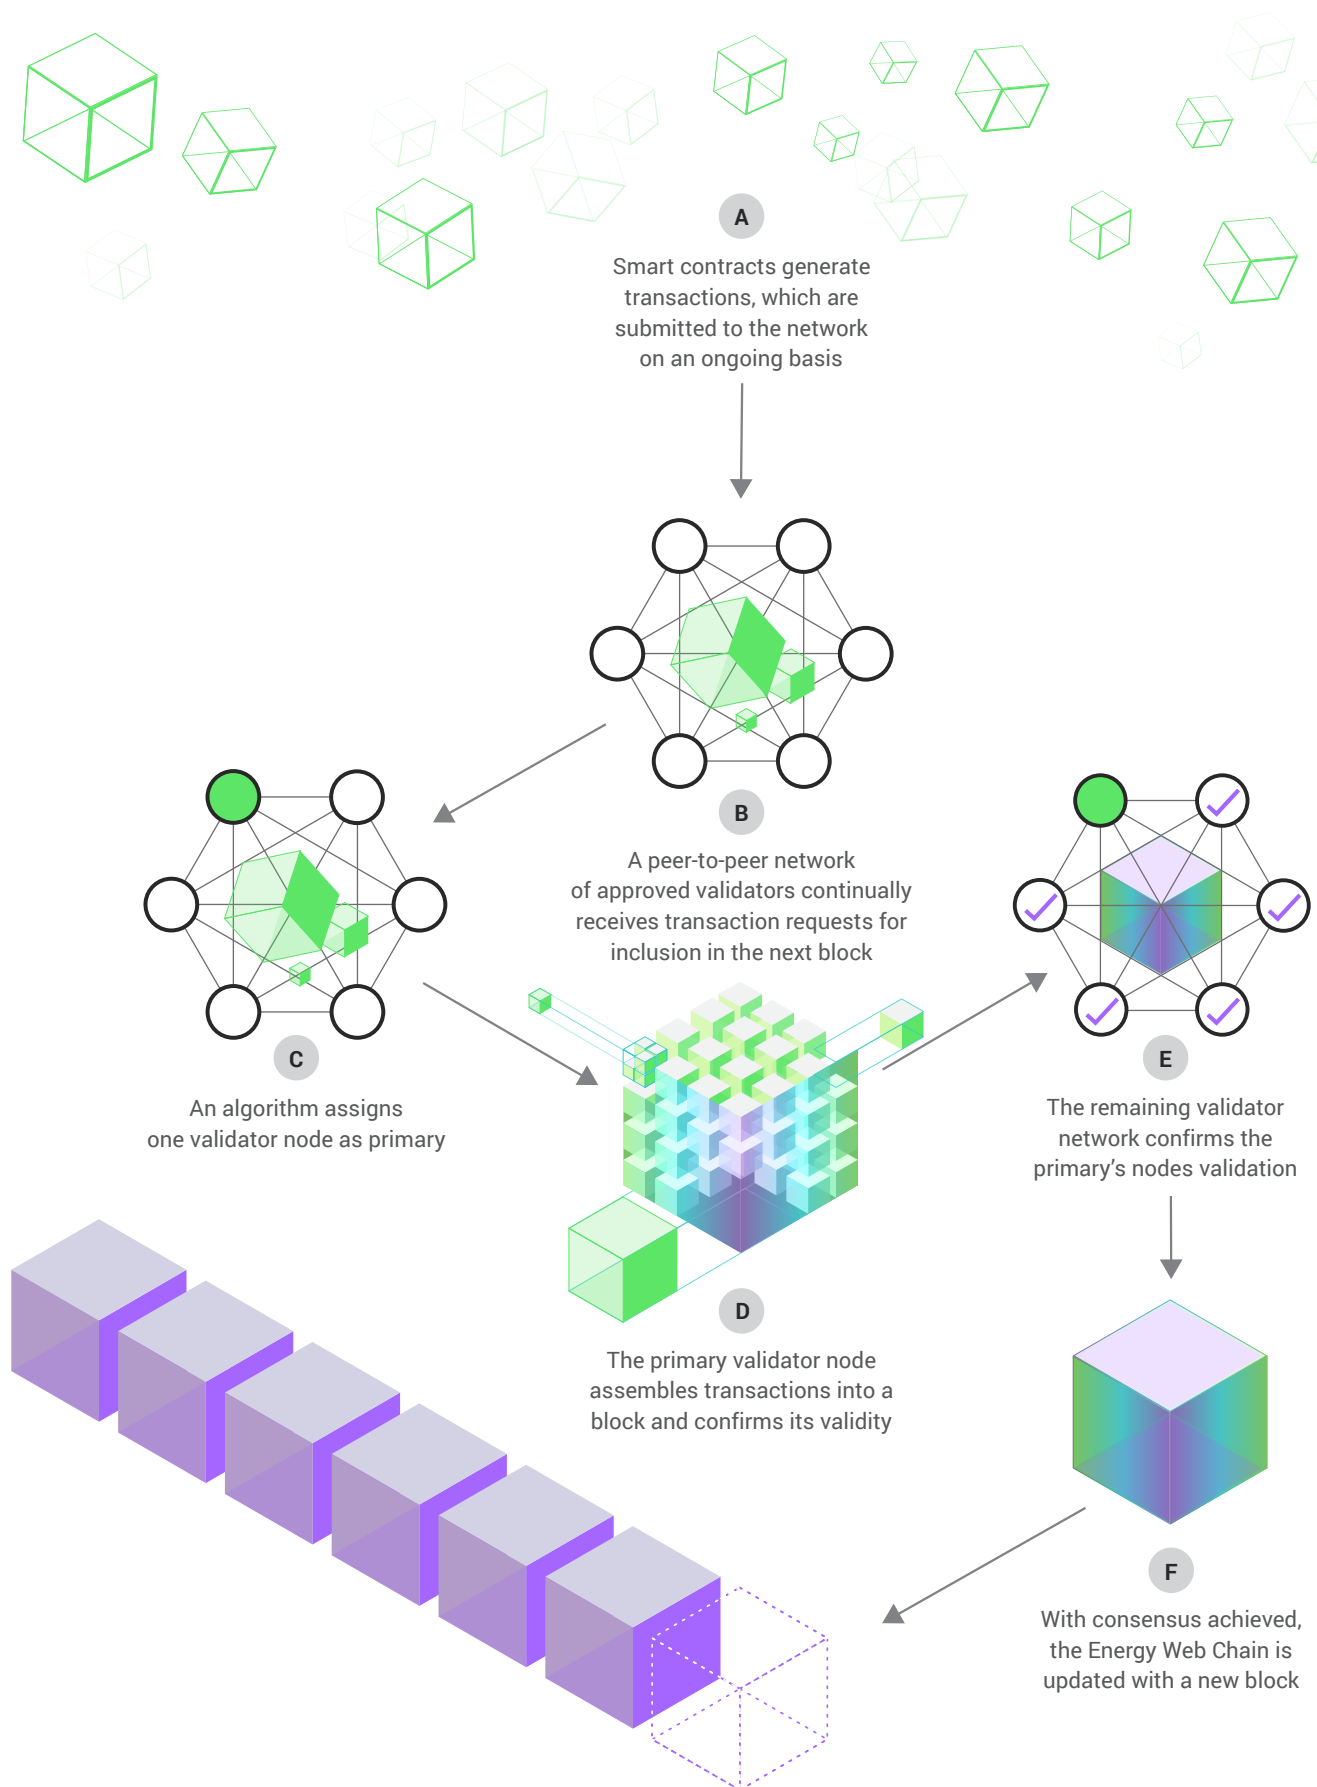 A
Smart contracts generate
transactions, which are
submitted to the network
on an ongoing basis
B
A peer-to-peer network
of approved validators continually
receives transaction requests for
inclusion in the next block
C
An algorithm assigns
one validator node as primary
D
The primary validator node
assembles transactions into a
block and confirms its validity
E
The remaining validator
network confirms the
primary’s nodes validation
F
With consensus achieved,
the Energy Web Chain is
updated with a new block